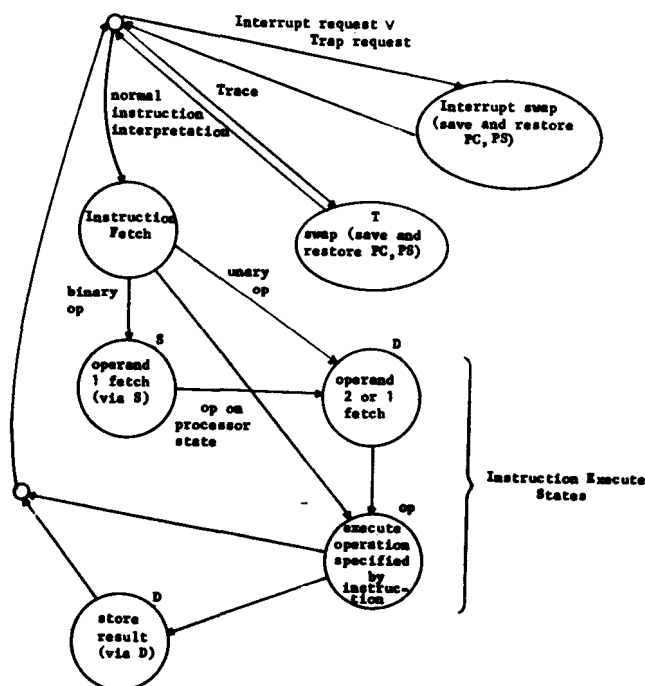 Interrupt request V
Trap request
Trace
normal
instruction
interpretation
Interrupt swap
(save and restore
PC, PS)
Instruction
Fetch
T
swap (save and
restore PC, PS)
unary
op
binary
op
S
operand
1 fetch
(via S)
D
operand
2 or 1
fetch
op on
processor
state
Instruction Execute
States
op
execute
operation
specified
by
instruc-
tion
D
store
result
(via D)